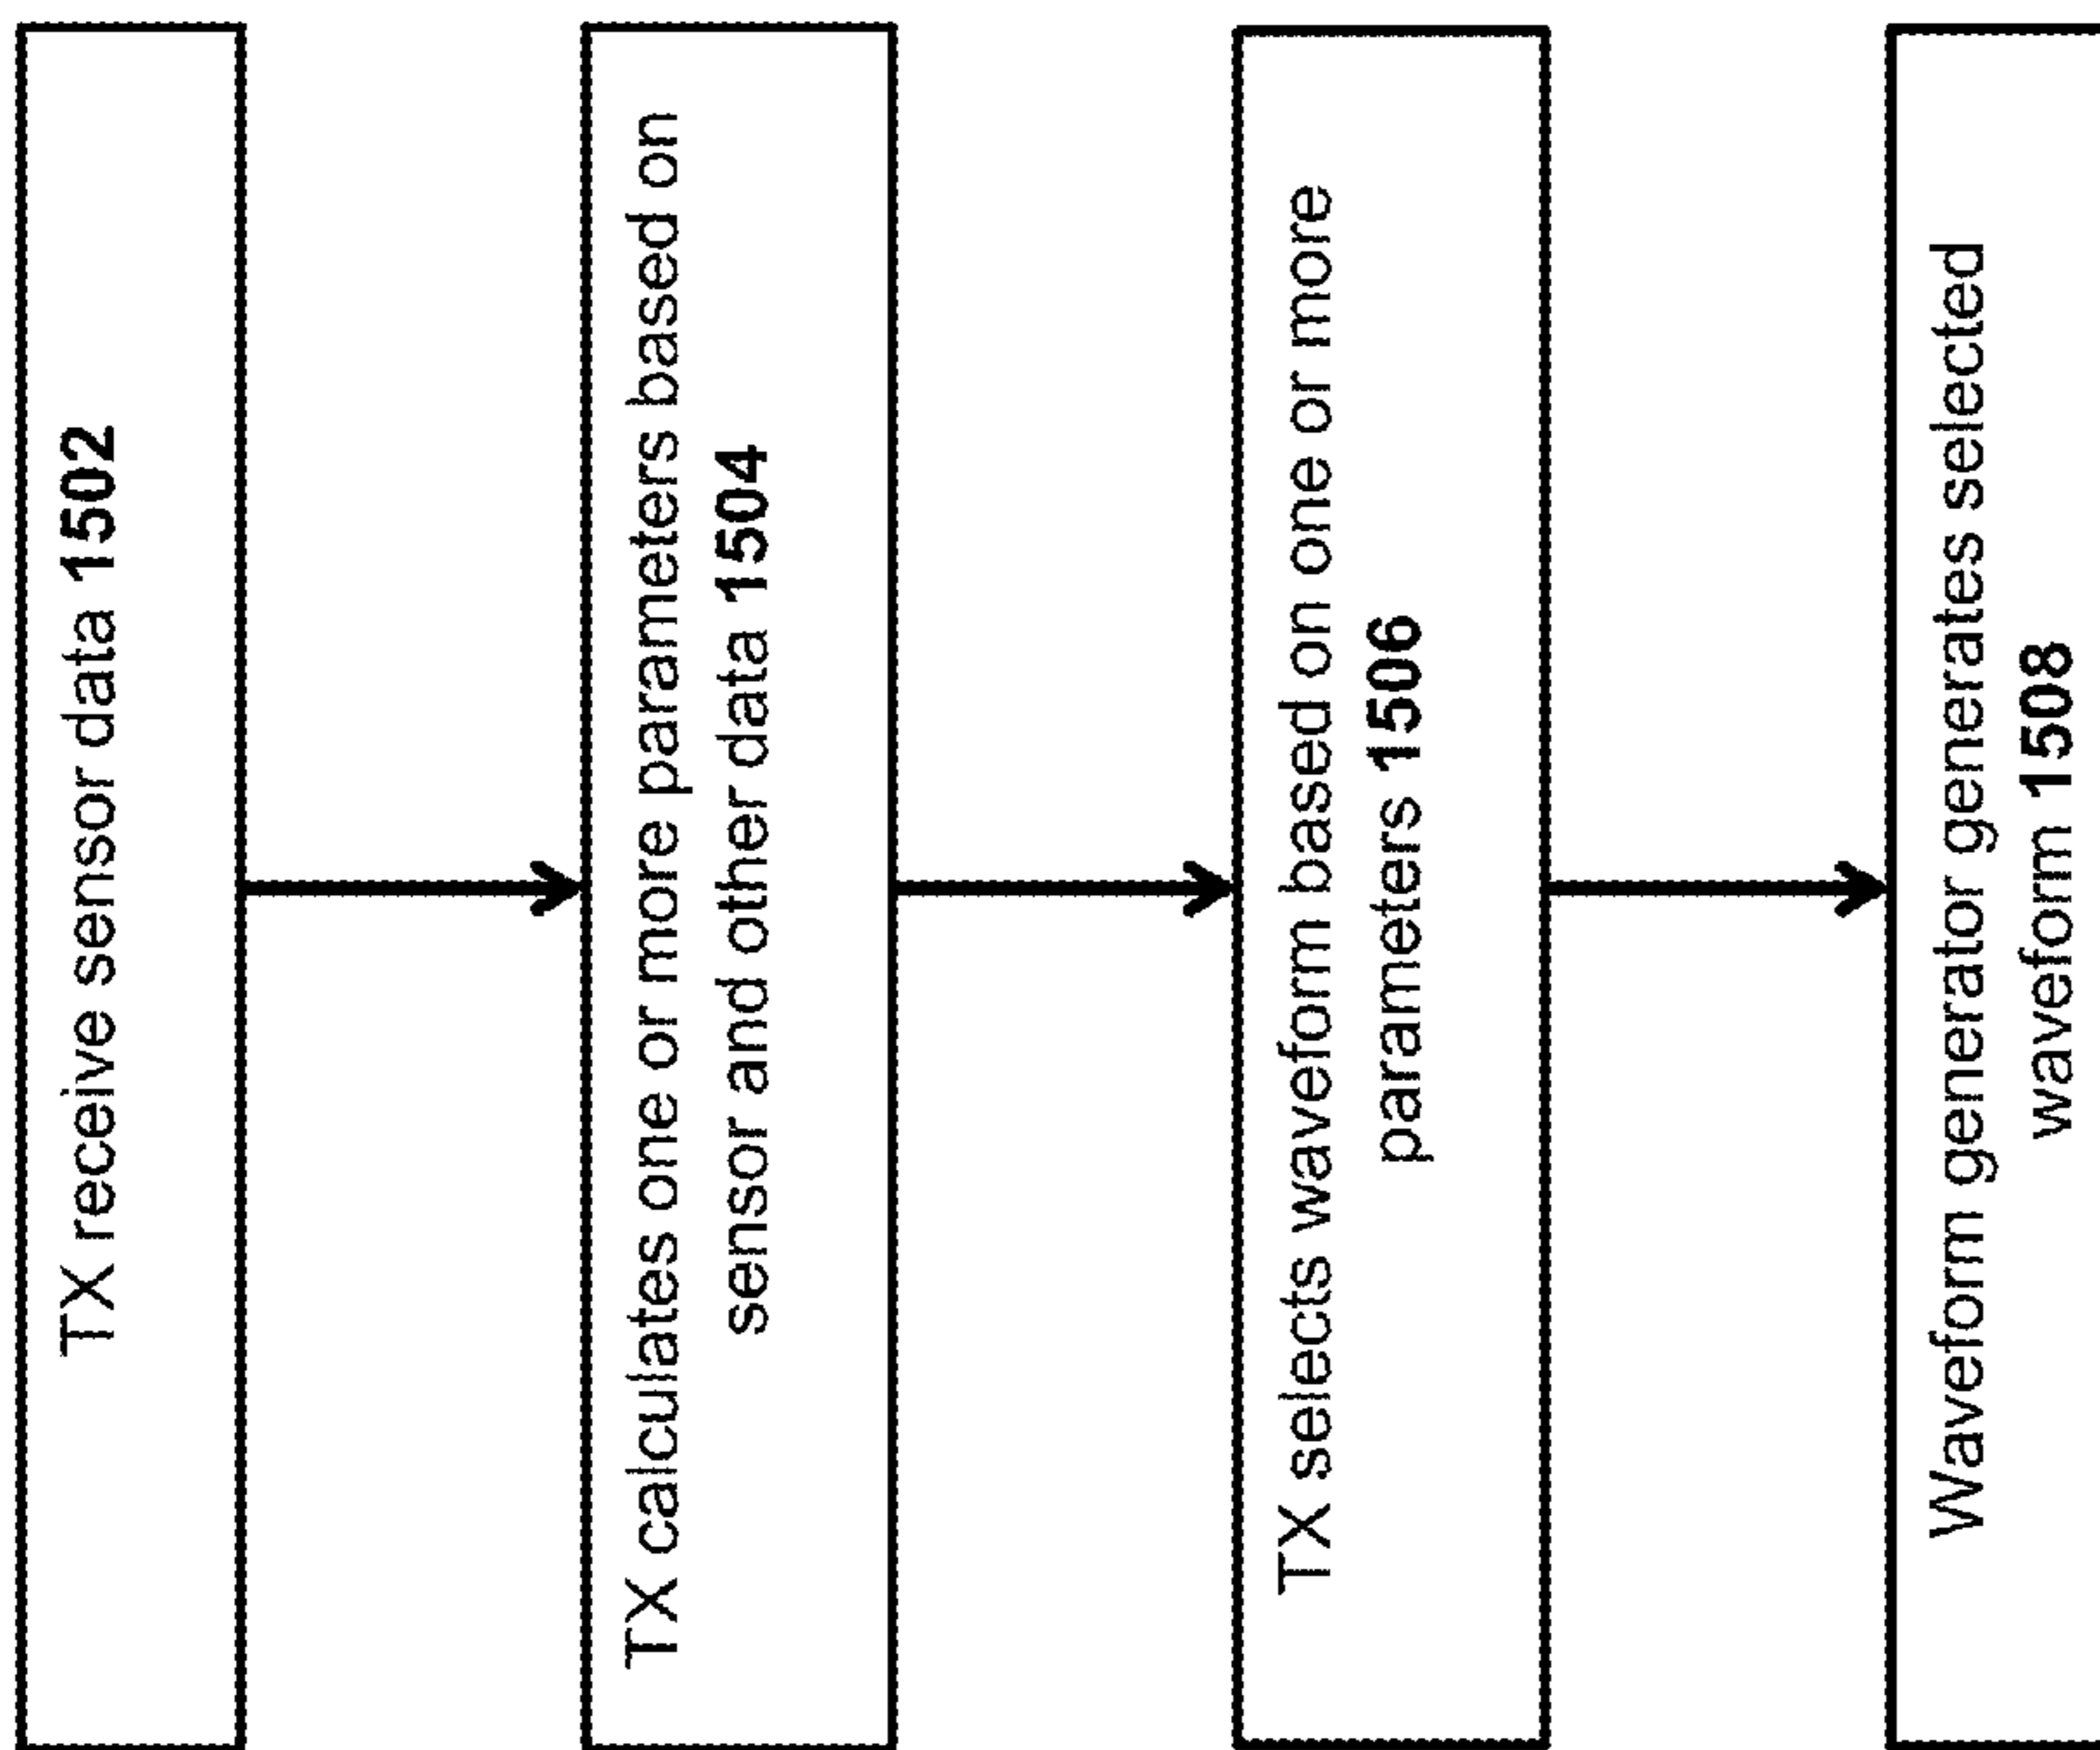 TX receive sensor data 1502
TX calculates one or more parameters based on
sensor and other data 1504
TX selects waveform based on one or more
parameters 1506
Waveform generator generates selected
waveform 1508